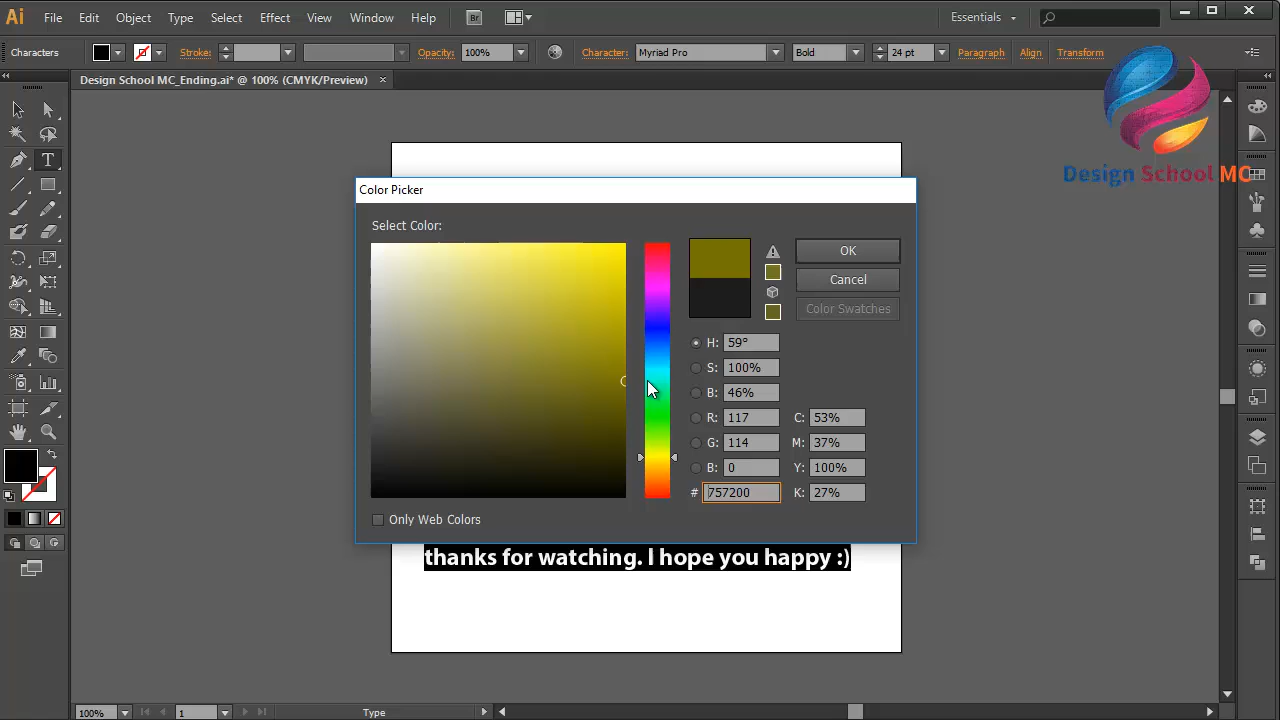 Ai File Edit Object Type Select Effect View Window Help Br Essentials
Characters Stroke: Opacity: 100% Character: Myriad Pro Bold 24 pt Paragraph Align Transform
Design School MC_Ending.ai* @ 100% (CMYK/Preview)
Design School MC
Color Picker
Select Color:
OK
Cancel
Color Swatches
H: 59°
S: 100%
B: 46%
R: 117 C: 53%
G: 114 M: 37%
B: 0 Y: 100%
# 757200 K: 27%
Only Web Colors
thanks for watching. I hope you happy :)
100% 1 Type